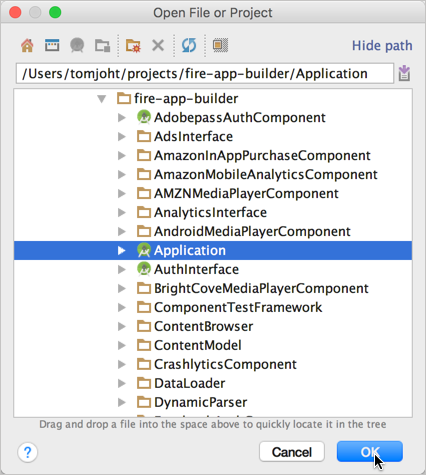 Open File or Project
Hide path
/Users/tomjoht/projects/fire-app-builder/Application
fire-app-builder
AdobepassAuthComponent
AdsInterface
AmazonInAppPurchaseComponent
AmazonMobileAnalyticsComponent
AMZNMediaPlayerComponent
AnalyticsInterface
AndroidMediaPlayerComponent
Application
AuthInterface
BrightCoveMediaPlayerComponent
ComponentTestFramework
ContentBrowser
ContentModel
CrashlyticsComponent
DataLoader
DynamicParser
Drag and drop a file into the space above to quickly locate it in the tree
? Cancel OK